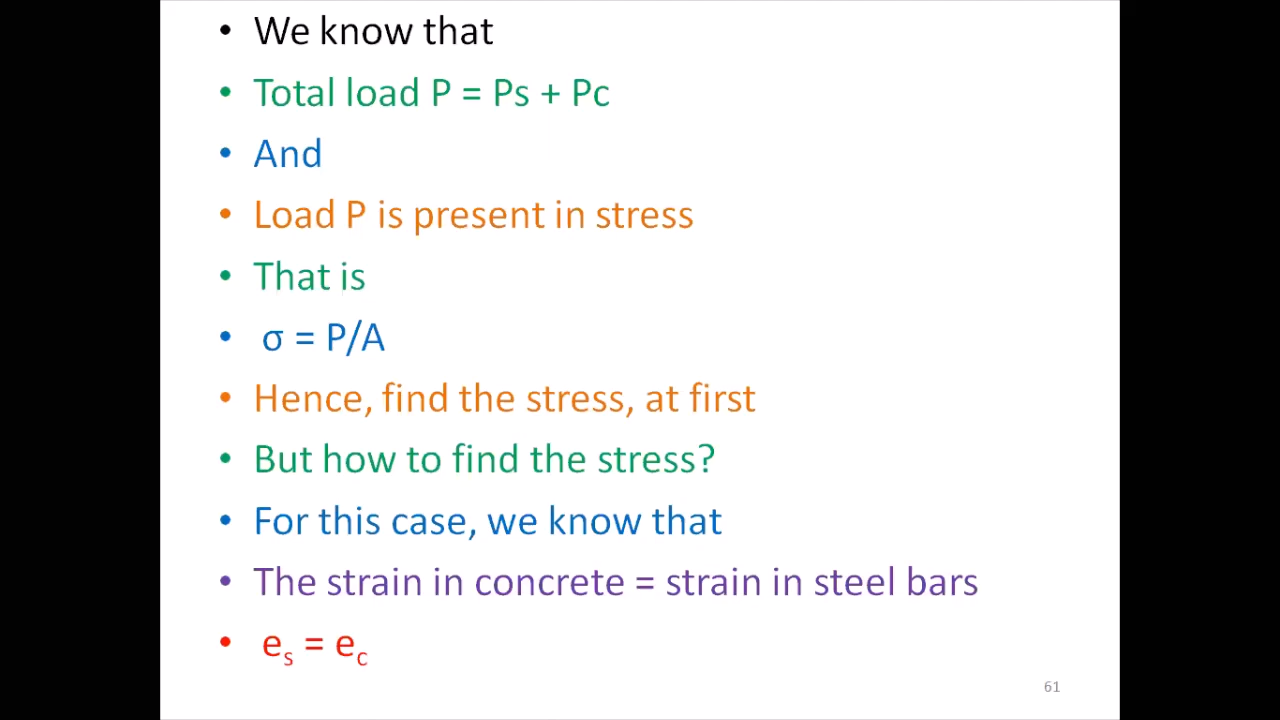 • We know that
• Total load P = Ps + Pc
• And
• Load P is present in stress
• That is
• σ = P/A
• Hence, find the stress, at first
• But how to find the stress?
• For this case, we know that
• The strain in concrete = strain in steel bars
• eₛ = e꜀
61